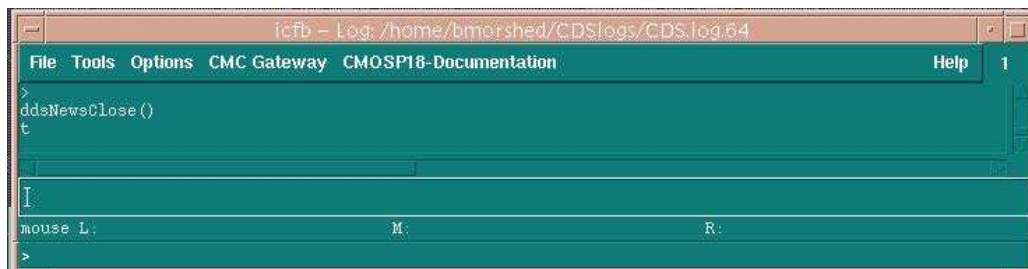 icfb – Log: /home/bmorshed/CDSlogs/CDS.log.64
File Tools Options CMC Gateway CMOSP18-Documentation Help 1
>
ddsNewsClose()
t
mouse L: M: R:
>